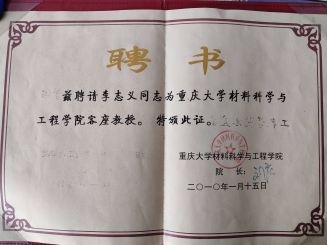 聘书
兹聘请李志义同志为重庆大学材料科学与
工程学院客座教授。特颁此证。
重庆大学材料科学与工程学院
院长：
二〇一〇年一月十五日